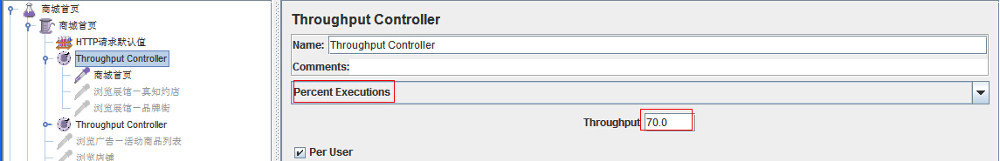 商城首页
商城首页
HTTP请求默认值
Throughput Controller
商城首页
浏览展馆—真知灼店
浏览展馆—品牌街
Throughput Controller
浏览广告—活动商品列表
浏览店铺
Throughput Controller
Name: Throughput Controller
Comments:
Percent Executions
Throughput 70.0
Per User